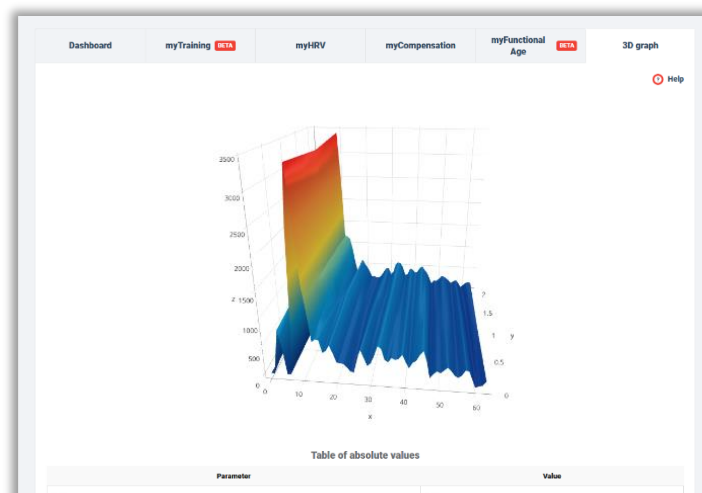 Dashboard
myTraining BETA
myHRV
myCompensation
myFunctional
Age
BETA
3D graph
Help
3500
3000
2500
2000
z 1500
1000
500
0
0
10
20
30
40
50
60
x
2
1.5
1
y
0.5
0
Table of absolute values
Parameter
Value